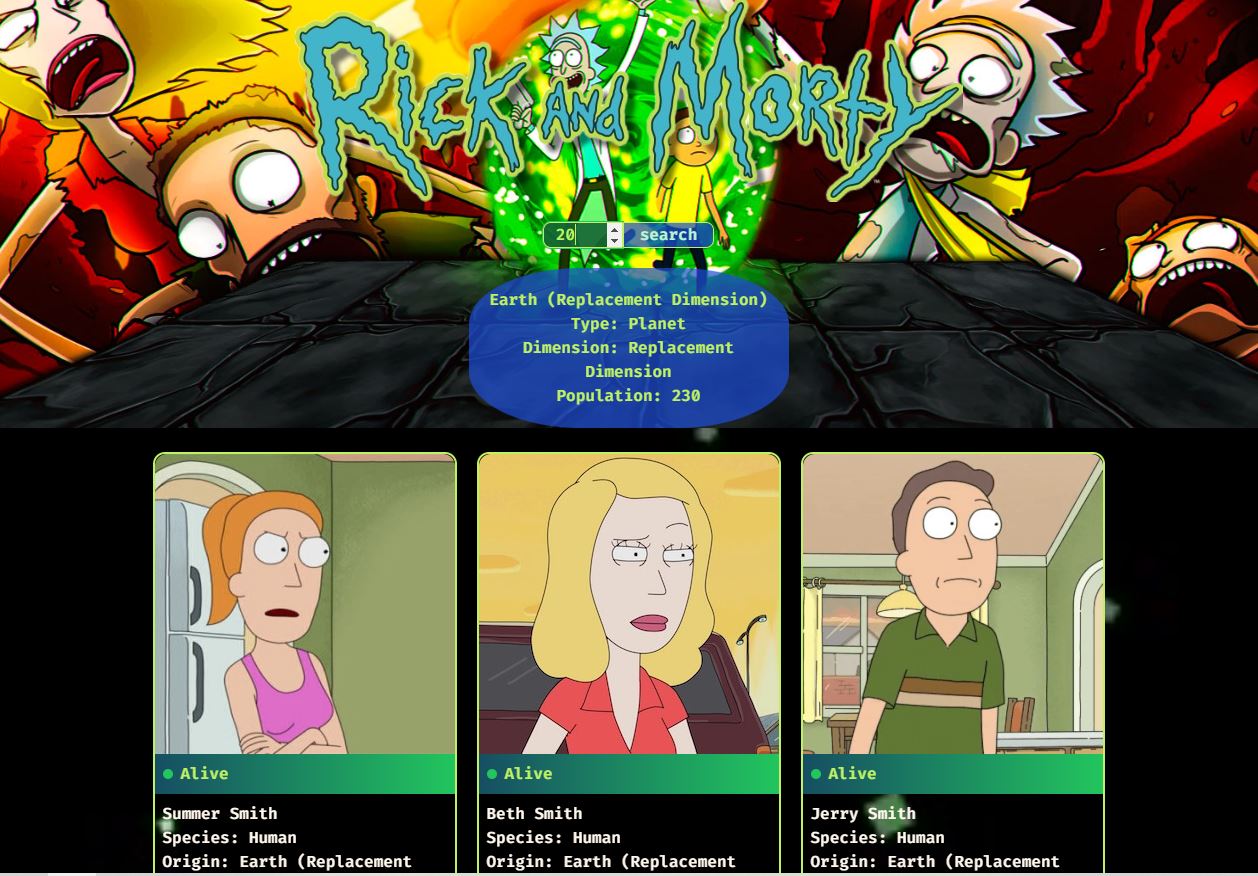 Rick and Morty
™
20 search
Earth (Replacement Dimension)
Type: Planet
Dimension: Replacement
Dimension
Population: 230
Alive
Alive
Alive
Summer Smith
Species: Human
Origin: Earth (Replacement
Beth Smith
Species: Human
Origin: Earth (Replacement
Jerry Smith
Species: Human
Origin: Earth (Replacement